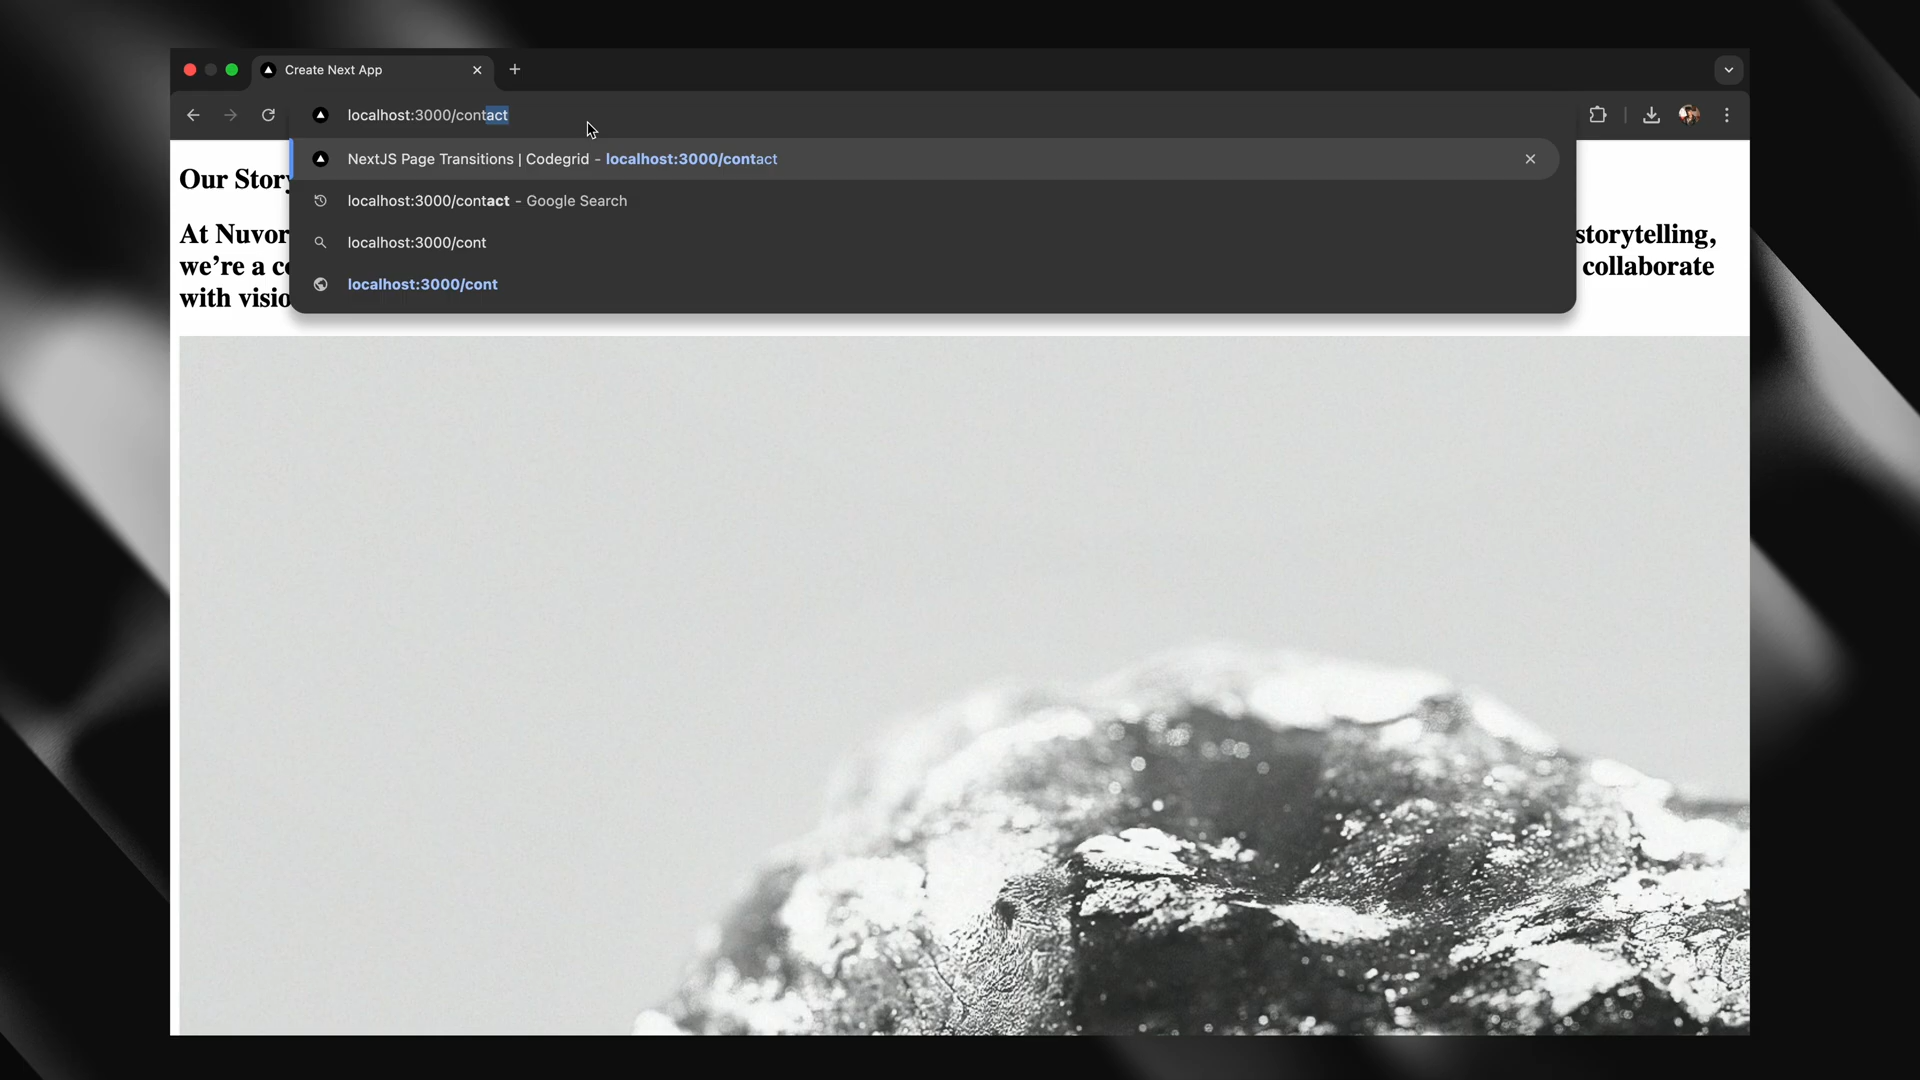 Create Next App
localhost:3000/contact
NextJS Page Transitions | Codegrid - localhost:3000/contact
localhost:3000/contact - Google Search
localhost:3000/cont
localhost:3000/cont
Our Story
At Nuvor
storytelling,
we’re a co
collaborate
with visio